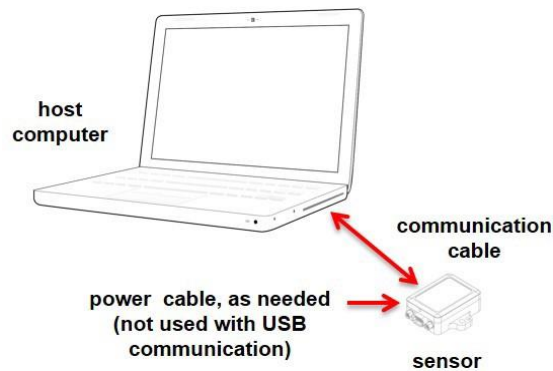 host
computer
communication
cable
power cable, as needed
(not used with USB
communication)
sensor